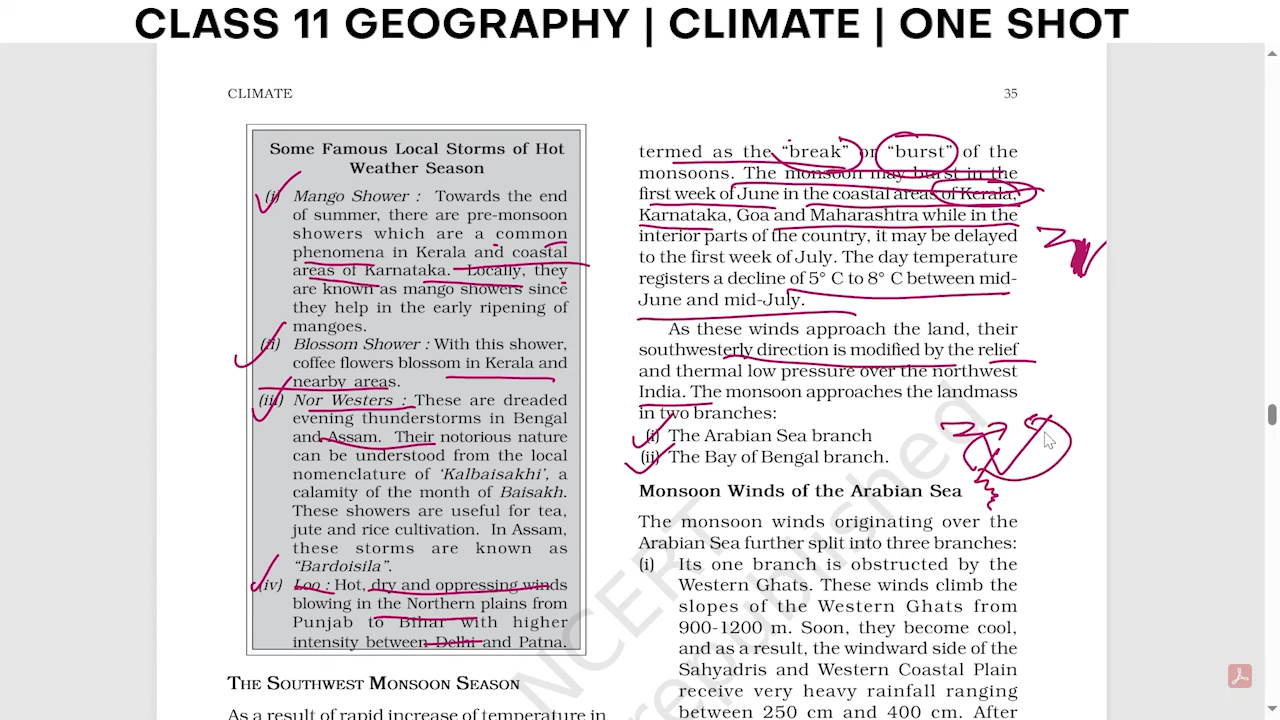 CLASS 11 GEOGRAPHY | CLIMATE | ONE SHOT
CLIMATE
35
Some Famous Local Storms of Hot
Weather Season
(i) Mango Shower : Towards the end
of summer, there are pre-monsoon
showers which are a common
phenomena in Kerala and coastal
areas of Karnataka. Locally, they
are known as mango showers since
they help in the early ripening of
mangoes.
(ii) Blossom Shower : With this shower,
coffee flowers blossom in Kerala and
nearby areas.
(iii) Nor Westers : These are dreaded
evening thunderstorms in Bengal
and Assam. Their notorious nature
can be understood from the local
nomenclature of ‘Kalbaisakhi’, a
calamity of the month of Baisakh.
These showers are useful for tea,
jute and rice cultivation. In Assam,
these storms are known as
“Bardoisila”.
(iv) Loo : Hot, dry and oppressing winds
blowing in the Northern plains from
Punjab to Bihar with higher
intensity between Delhi and Patna.
THE SOUTHWEST MONSOON SEASON
As a result of rapid increase of temperature in
termed as the “break” or “burst” of the
monsoons. The monsoon may burst in the
first week of June in the coastal areas of Kerala,
Karnataka, Goa and Maharashtra while in the
interior parts of the country, it may be delayed
to the first week of July. The day temperature
registers a decline of 5° C to 8° C between mid-
June and mid-July.
As these winds approach the land, their
southwesterly direction is modified by the relief
and thermal low pressure over the northwest
India. The monsoon approaches the landmass
in two branches:
(i) The Arabian Sea branch
(ii) The Bay of Bengal branch.
Monsoon Winds of the Arabian Sea
The monsoon winds originating over the
Arabian Sea further split into three branches:
(i) Its one branch is obstructed by the
Western Ghats. These winds climb the
slopes of the Western Ghats from
900-1200 m. Soon, they become cool,
and as a result, the windward side of the
Sahyadris and Western Coastal Plain
receive very heavy rainfall ranging
between 250 cm and 400 cm. After
NCERT
republished